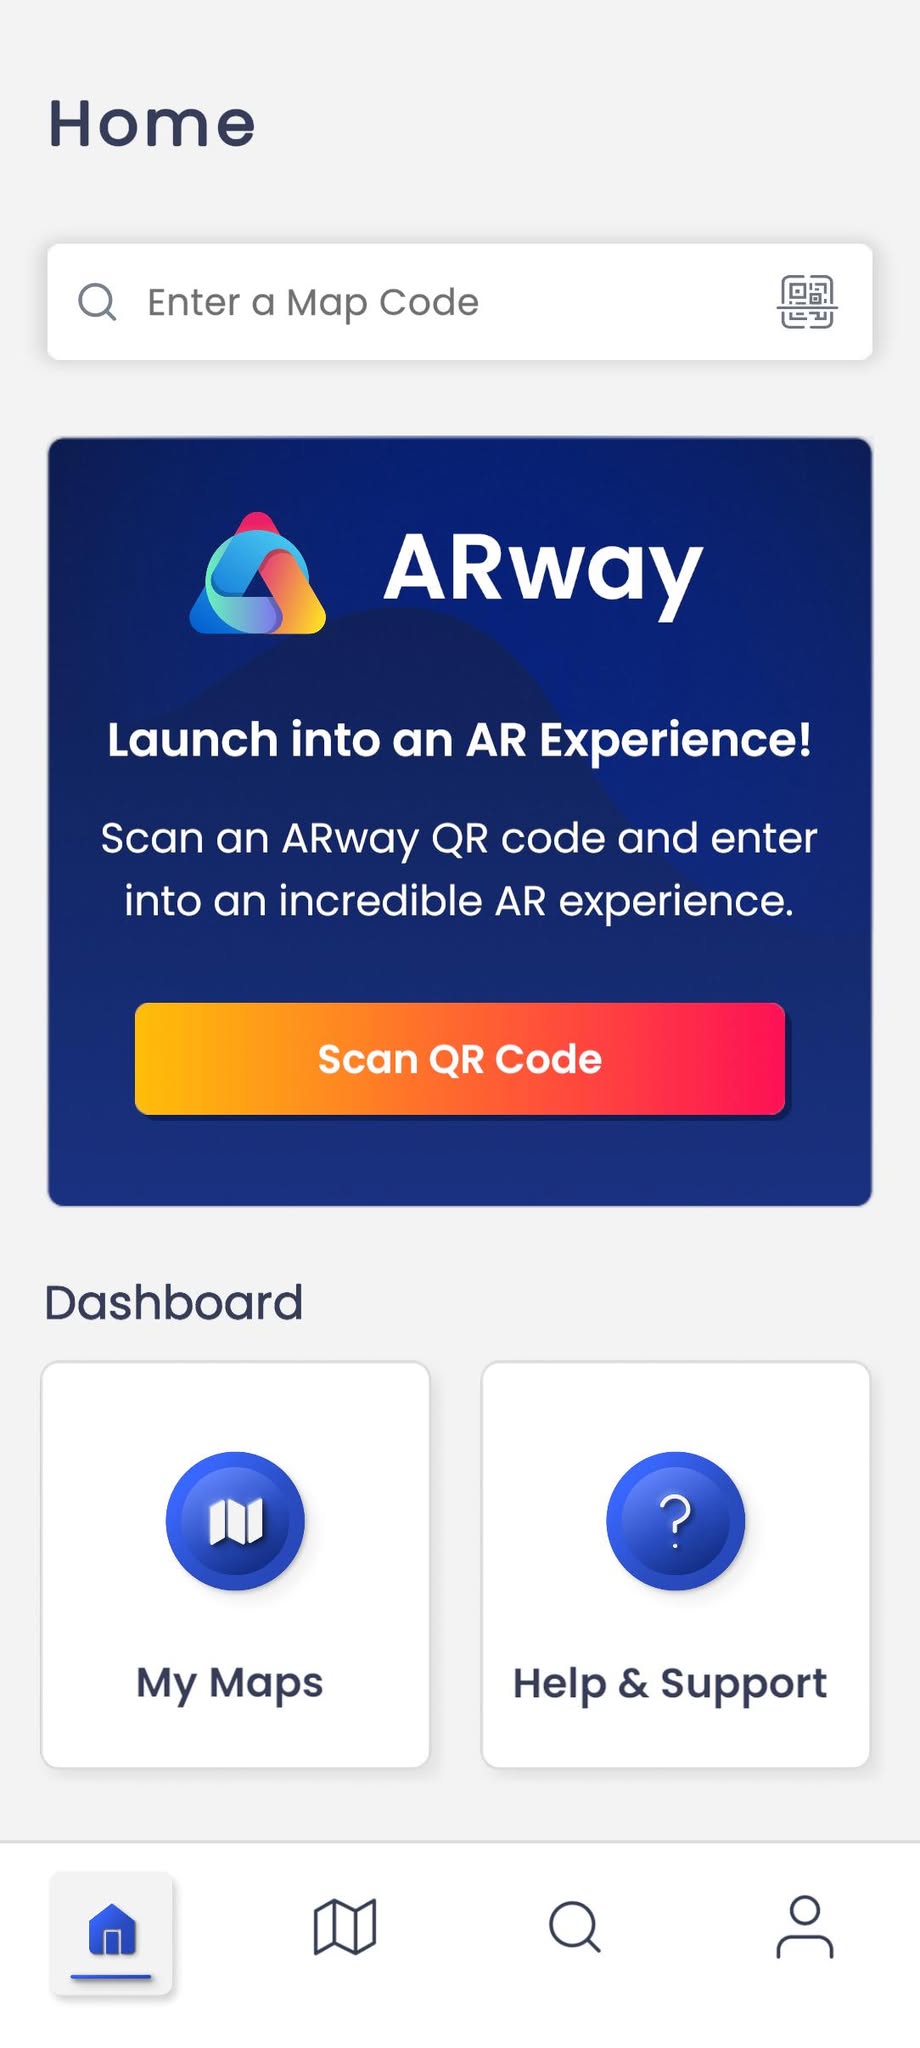 Home
Enter a Map Code
ARway
Launch into an AR Experience!
Scan an ARway QR code and enter
into an incredible AR experience.
Scan QR Code
Dashboard
My Maps
Help & Support